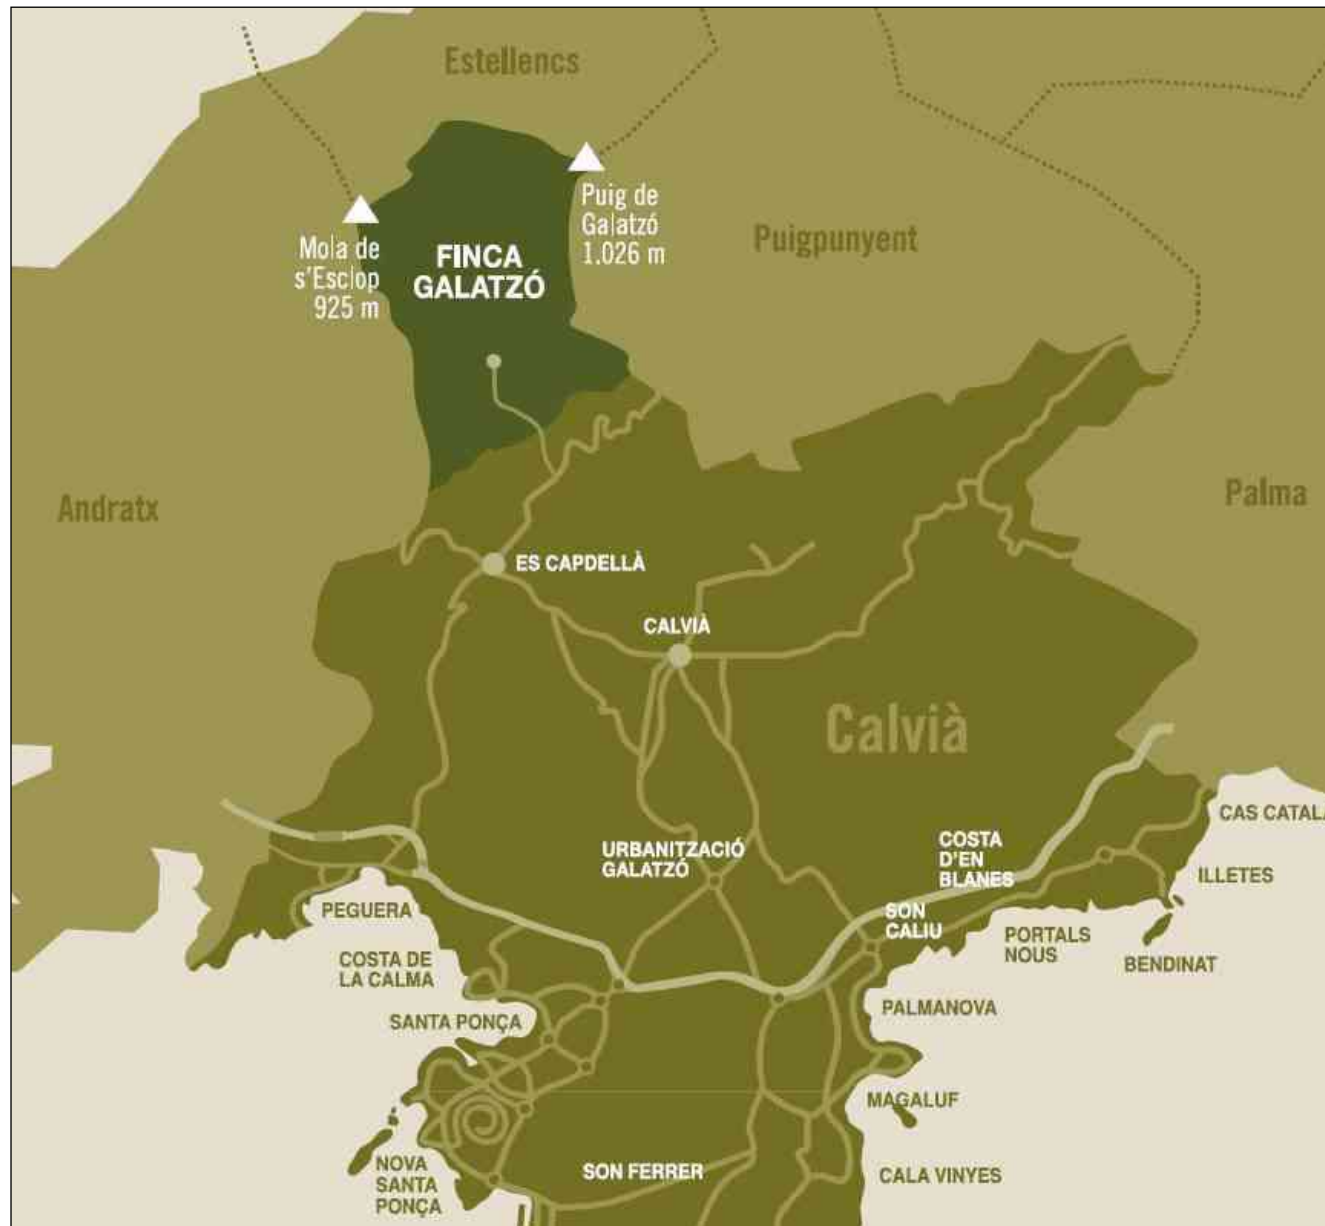 Estellencs
Puig de
Galatzó
1.026 m
Puigpunyent
Mola de
s'Esclop
925 m
FINCA
GALATZÓ
Andratx
Palma
ES CAPDELLÀ
CALVIÀ
Calvià
CAS CATALÀ
URBANITZACIÓ
GALATZÓ
COSTA
D'EN
BLANES
ILLETES
PEGUERA
SON
CALIU
PORTALS
NOUS
BENDINAT
COSTA DE
LA CALMA
PALMANOVA
SANTA PONÇA
MAGALUF
NOVA
SANTA
PONÇA
SON FERRER
CALA VINYES